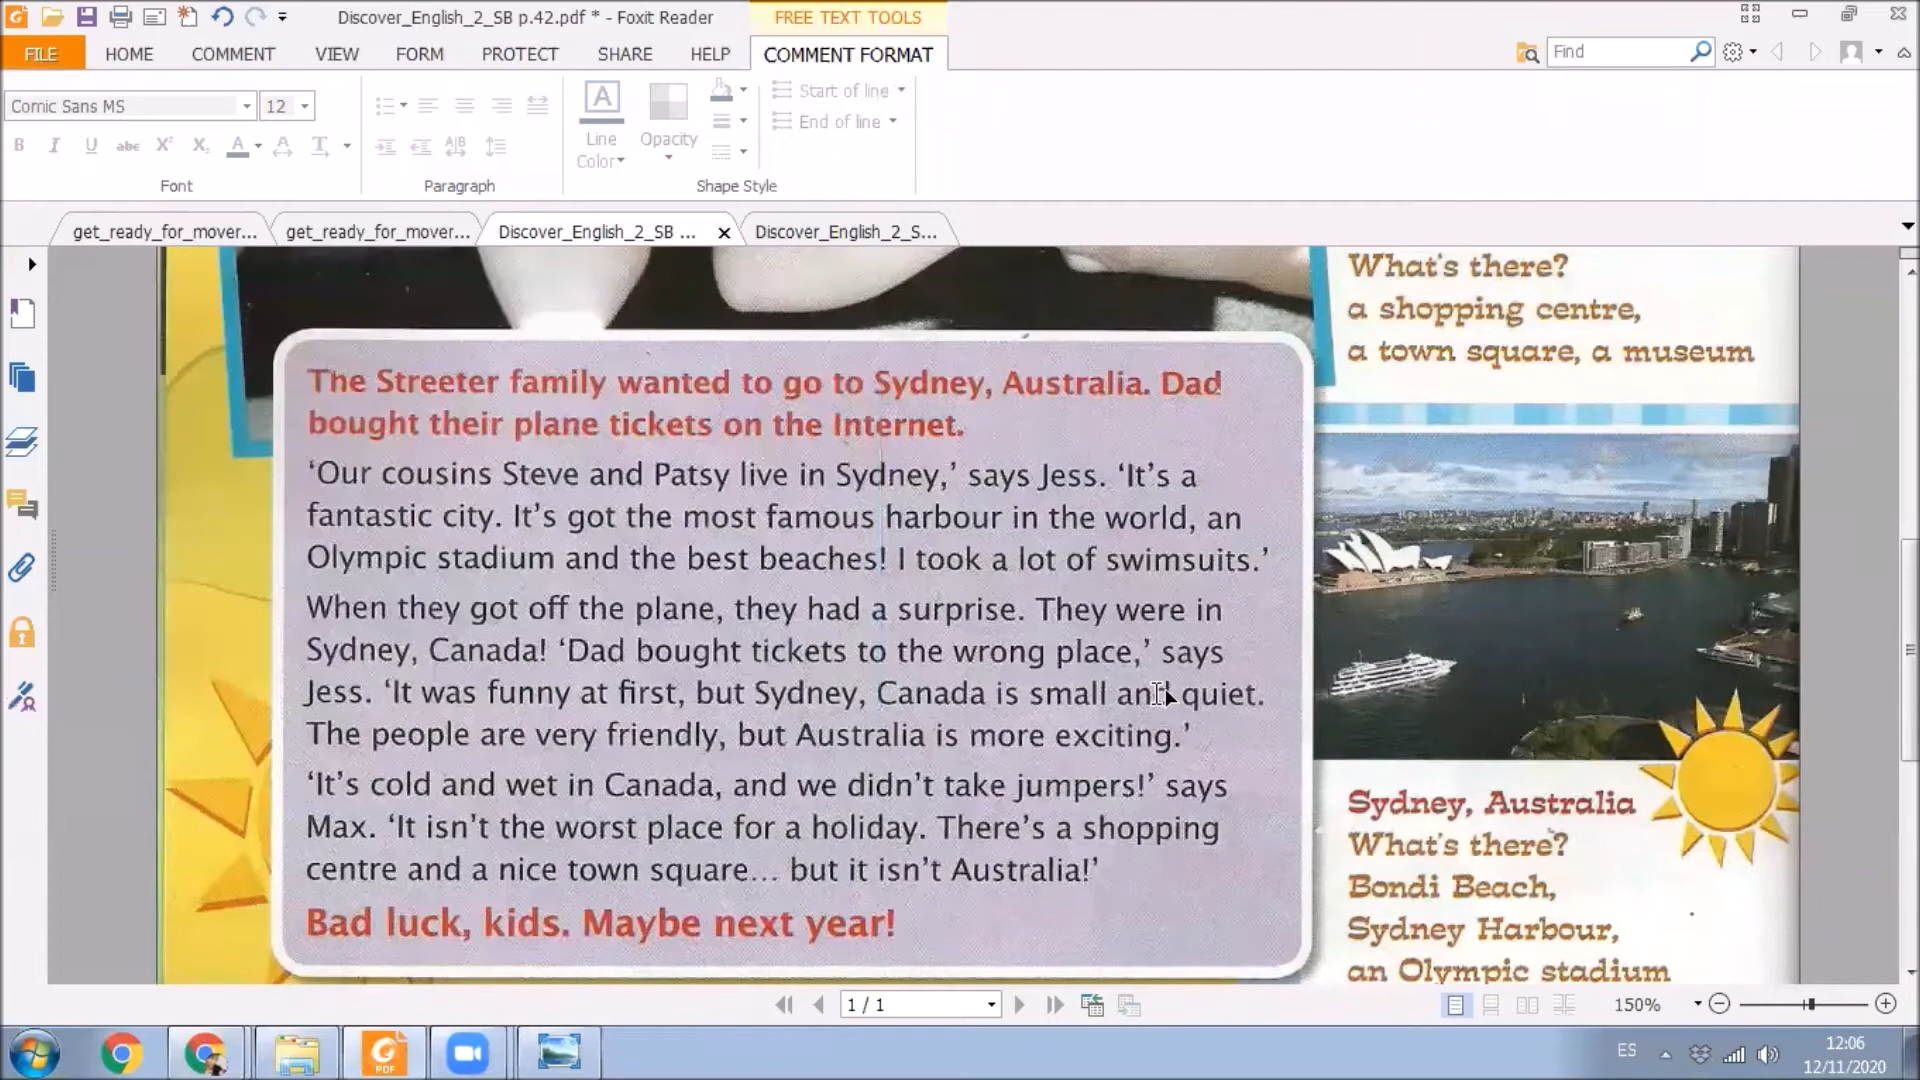 Discover_English_2_SB p.42.pdf * - Foxit Reader
FREE TEXT TOOLS
FILE
HOME
COMMENT
VIEW
FORM
PROTECT
SHARE
HELP
COMMENT FORMAT
Find
Comic Sans MS
12
Start of line
End of line
Line
Color
Opacity
B I U abc X² X₂ A A T
Font
Paragraph
Shape Style
get_ready_for_mover...
get_ready_for_mover...
Discover_English_2_SB ...
Discover_English_2_S...
The Streeter family wanted to go to Sydney, Australia. Dad
bought their plane tickets on the Internet.
‘Our cousins Steve and Patsy live in Sydney,’ says Jess. ‘It’s a
fantastic city. It’s got the most famous harbour in the world, an
Olympic stadium and the best beaches! I took a lot of swimsuits.’
When they got off the plane, they had a surprise. They were in
Sydney, Canada! ‘Dad bought tickets to the wrong place,’ says
Jess. ‘It was funny at first, but Sydney, Canada is small and quiet.
The people are very friendly, but Australia is more exciting.’
‘It’s cold and wet in Canada, and we didn’t take jumpers!’ says
Max. ‘It isn’t the worst place for a holiday. There’s a shopping
centre and a nice town square... but it isn’t Australia!’
Bad luck, kids. Maybe next year!
What's there?
a shopping centre,
a town square, a museum
Sydney, Australia
What's there?
Bondi Beach,
Sydney Harbour,
an Olympic stadium
1 / 1
150%
PDF
ES
12:06
12/11/2020